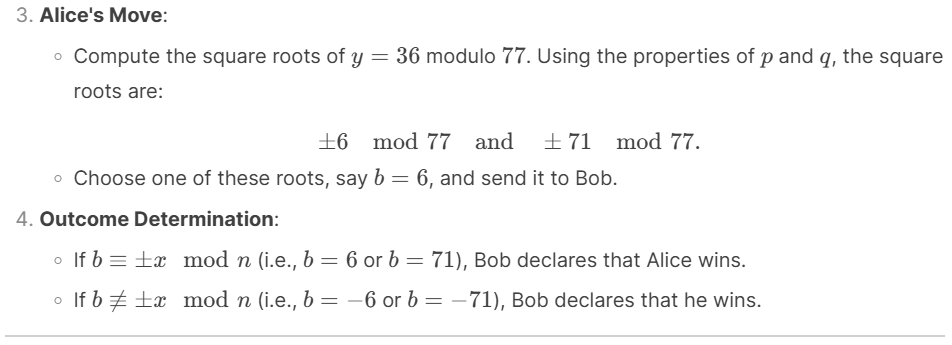 3. Alice's Move:
◦ Compute the square roots of y = 36 modulo 77. Using the properties of p and q, the square
roots are:
±6 mod 77 and ± 71 mod 77.
◦ Choose one of these roots, say b = 6, and send it to Bob.
4. Outcome Determination:
◦ If b ≡ ±x mod n (i.e., b = 6 or b = 71), Bob declares that Alice wins.
◦ If b ≢ ±x mod n (i.e., b = −6 or b = −71), Bob declares that he wins.